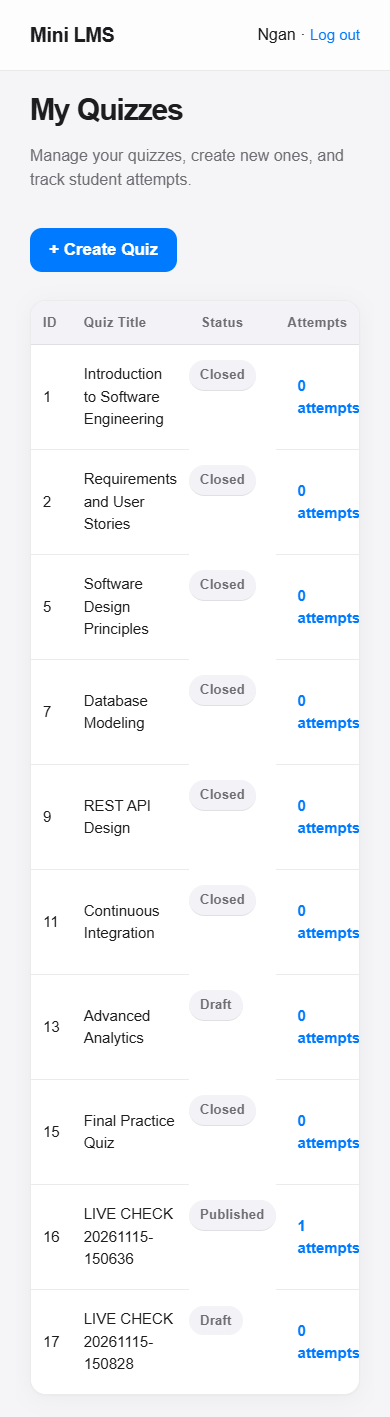 Mini LMS
Ngan · Log out
My Quizzes
Manage your quizzes, create new ones, and
track student attempts.
+ Create Quiz
ID Quiz Title Status Attempts
1
Introduction
to Software
Engineering
Closed
0
attempts
2
Requirements
and User
Stories
Closed
0
attempts
5
Software
Design
Principles
Closed
0
attempts
7
Database
Modeling
Closed
0
attempts
9
REST API
Design
Closed
0
attempts
11
Continuous
Integration
Closed
0
attempts
13
Advanced
Analytics
Draft
0
attempts
15
Final Practice
Quiz
Closed
0
attempts
16
LIVE CHECK
20261115-
150636
Published
1
attempts
17
LIVE CHECK
20261115-
150828
Draft
0
attempts